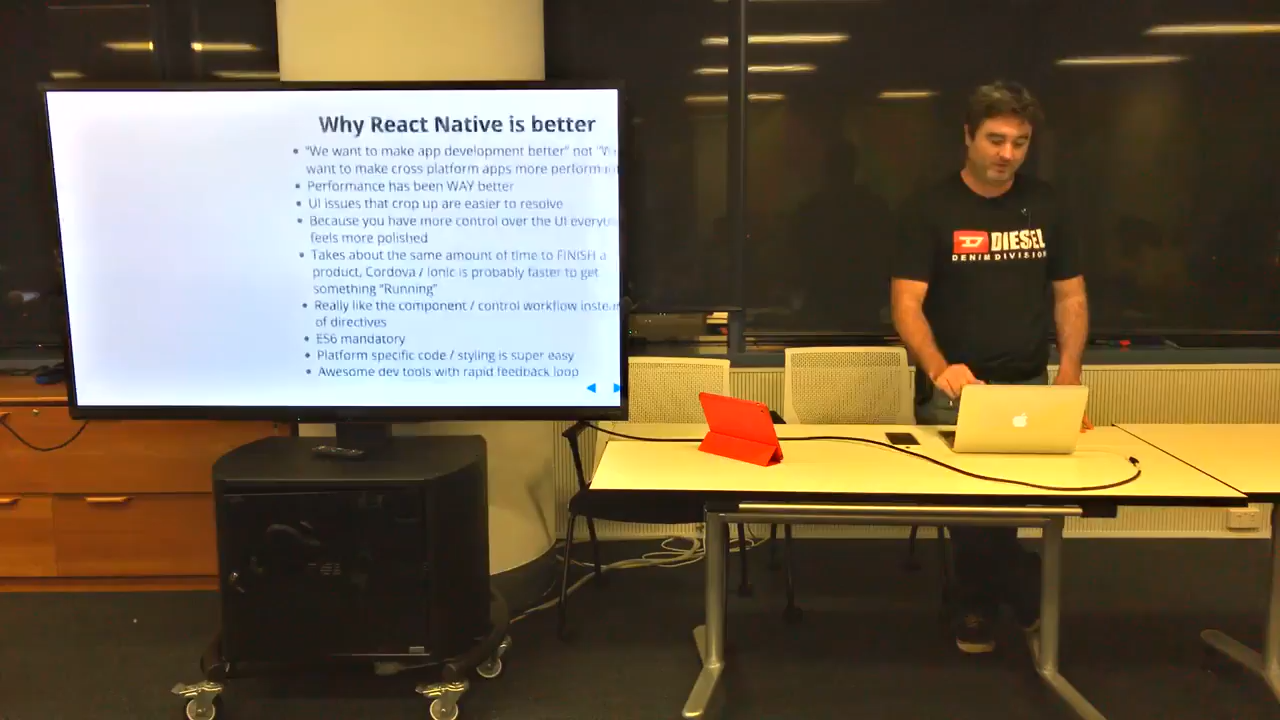 Why React Native is better
• "We want to make app development better" not "We
want to make cross platform apps more
• Performance has been WAY better
• UI issues that crop up are easier to resolve
• Because you have more control over the UI
feels more polished
• Takes about the same amount of time to FINISH a
product, Cordova / Ionic is probably faster to get
something "Running"
• Really like the component / control workflow
of directives
• ES6 mandatory
• Platform specific code / styling is super easy
• Awesome dev tools with rapid feedback loop
DIESEL
DENIM DIVISION